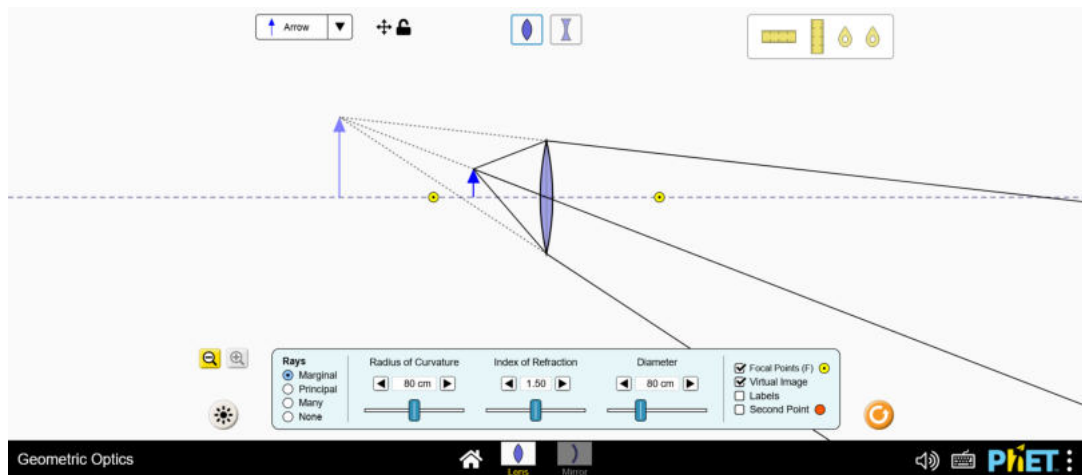 Arrow
Rays
Marginal
Principal
Many
None
Radius of Curvature
80 cm
Index of Refraction
1.50
Diameter
80 cm
Focal Points (F)
Virtual Image
Labels
Second Point
Geometric Optics
Lens
Mirror
PhET